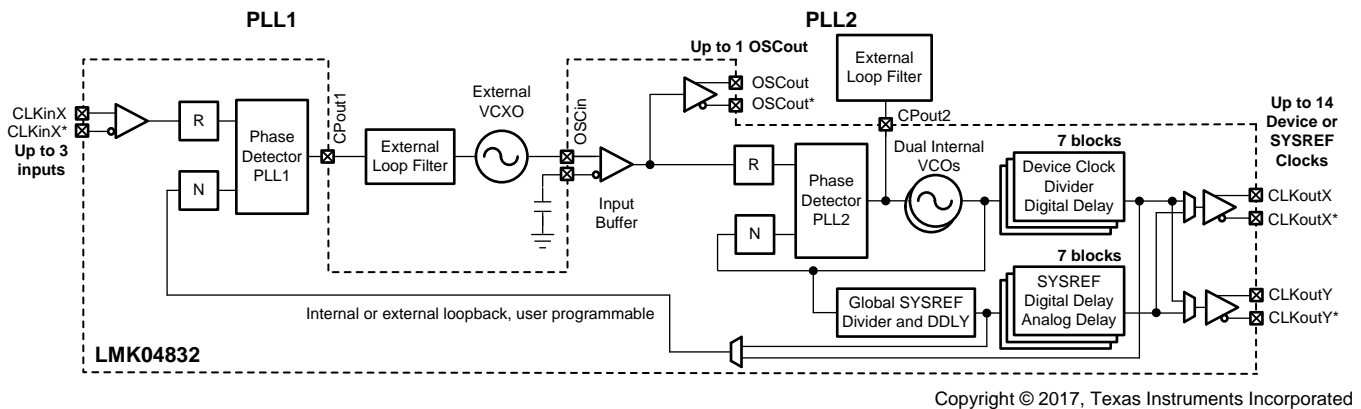 PLL1
PLL2
Up to 1 OSCout
OSCout
OSCout*
External
Loop Filter
CPout2
CLKinX
CLKinX*
Up to 3
inputs
R
N
Phase
Detector
PLL1
CPout1
External
Loop Filter
External
VCXO
OSCin
Input
Buffer
R
N
Phase
Detector
PLL2
Dual Internal
VCOs
7 blocks
Device Clock
Divider
Digital Delay
7 blocks
SYSREF
Digital Delay
Analog Delay
Global SYSREF
Divider and DDLY
Up to 14
Device or
SYSREF
Clocks
CLKoutX
CLKoutX*
CLKoutY
CLKoutY*
Internal or external loopback, user programmable
LMK04832
Copyright © 2017, Texas Instruments Incorporated